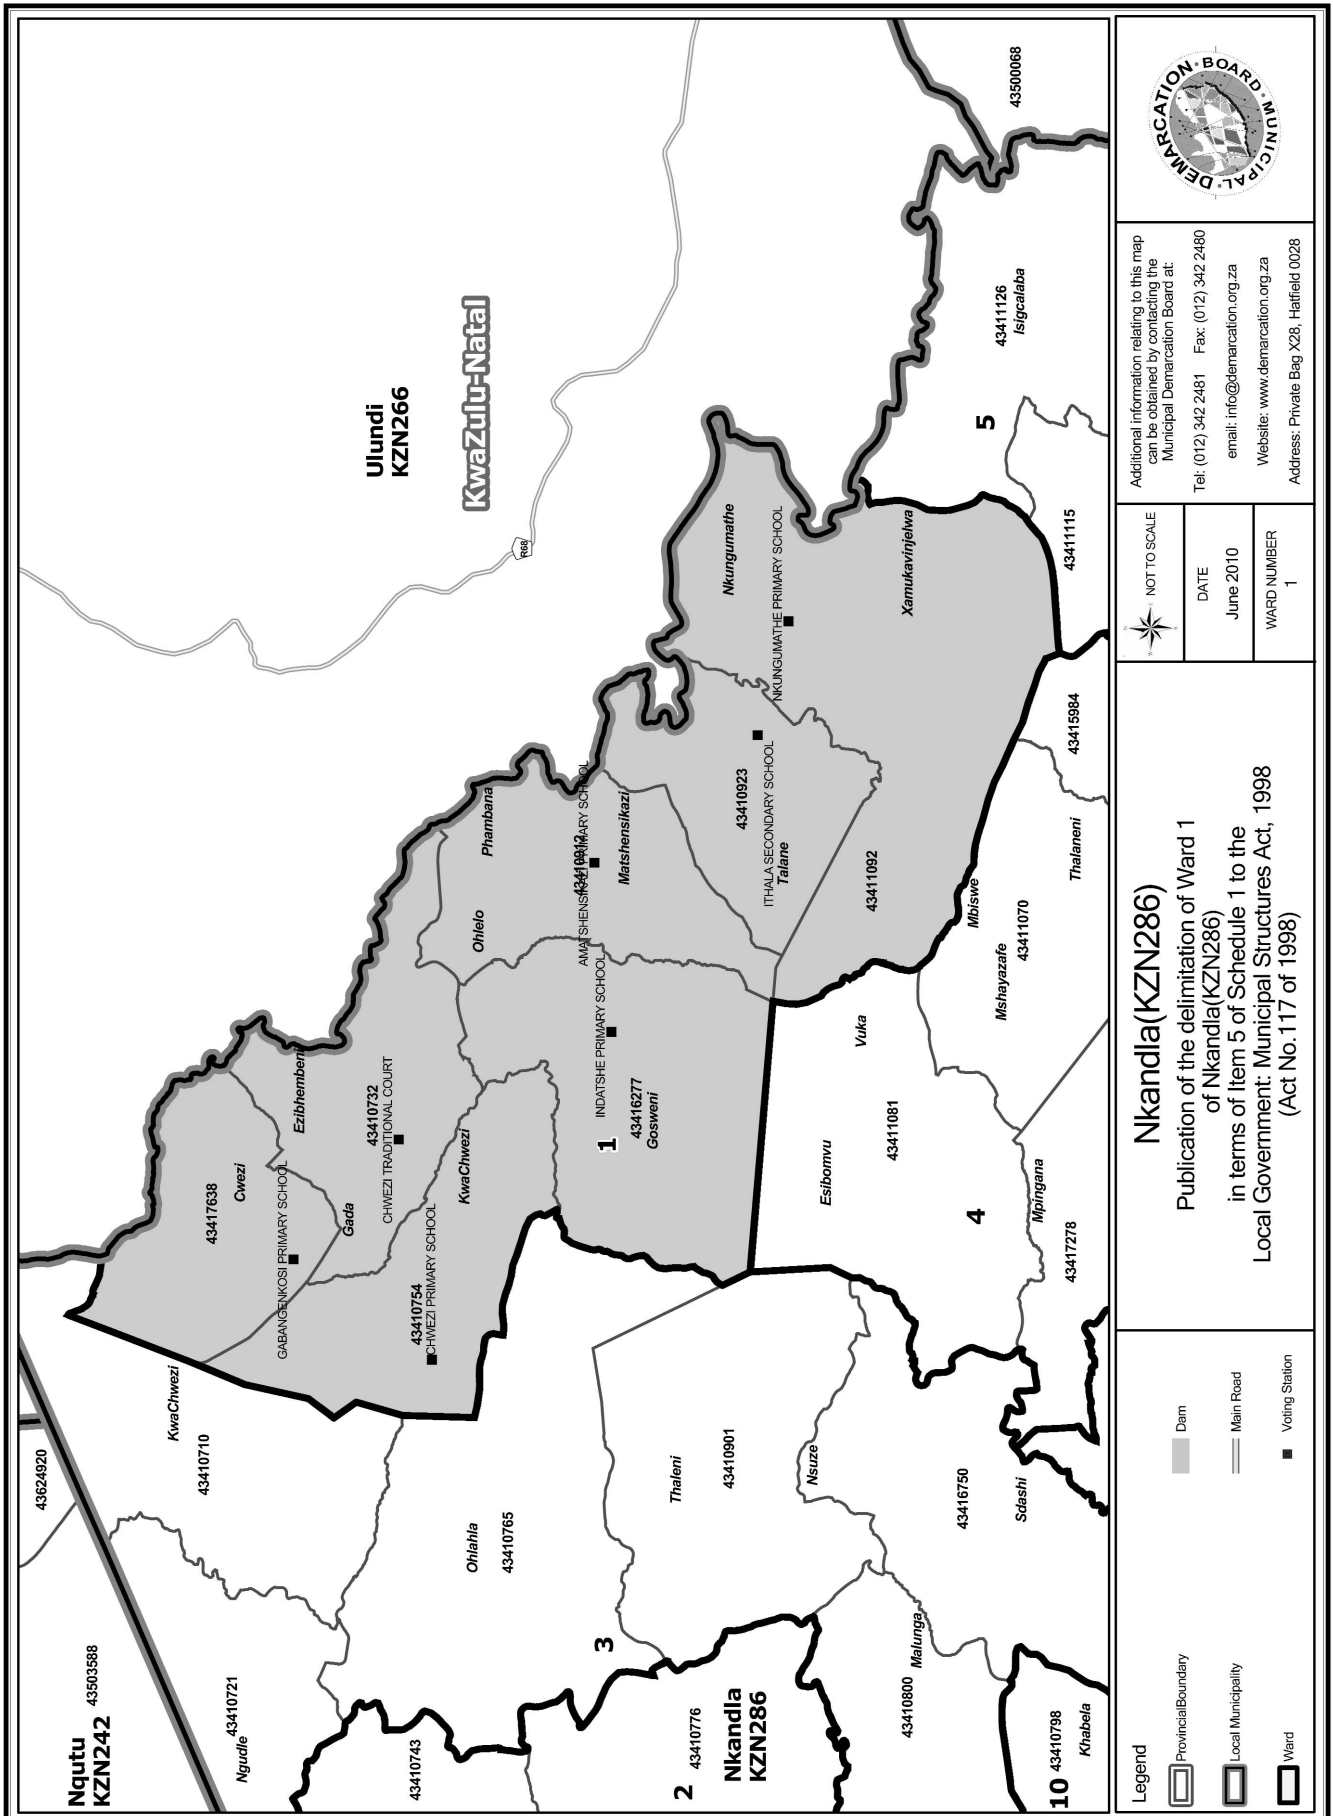 Nqutu
KZN242
43503588
43624920
KwaChwezi
43410710
43410721
Ngudle
43410743
Ohlahla
43410765
3
Thaleni
43410901
Nsuze
2
43410776
Nkandla
KZN286
43410800
Malunga
43416750
Sdashi
10
43410798
Khabela
Ulundi
KZN266
KwaZulu-Natal
R68
43417638
Cwezi
GABANGENKOSI PRIMARY SCHOOL
Ezibhembeni
Gada
43410732
CHWEZI TRADITIONAL COURT
43410754
CHWEZI PRIMARY SCHOOL
KwaChwezi
Ohlelo
Phambana
1
INDATSHE PRIMARY SCHOOL
43416277
Gosweni
AMATSHENSIKAZI PRIMARY SCHOOL
Matshensikazi
43410923
ITHALA SECONDARY SCHOOL
Talane
Nkungumathe
NKUNGUMATHE PRIMARY SCHOOL
43411092
Xamukavinjelwa
Esibomvu
Vuka
43411081
4
Mpingana
43417278
Mbiswe
Mshayazafe
43411070
Thalaneni
43415984
43411115
5
43411126
Isigcalaba
43500068
Legend
ProvincialBoundary
Local Municipality
Ward
Dam
Main Road
Voting Station
Nkandla(KZN286)
Publication of the delimitation of Ward 1
of Nkandla(KZN286)
in terms of Item 5 of Schedule 1 to the
Local Government: Municipal Structures Act, 1998
(Act No.117 of 1998)
NOT TO SCALE
DATE
June 2010
WARD NUMBER
1
Additional information relating to this map
can be obtained by contacting the
Municipal Demarcation Board at:
Tel: (012) 342 2481 Fax: (012) 342 2480
email: info@demarcation.org.za
Website: www.demarcation.org.za
Address: Private Bag X28, Hatfield 0028
MUNICIPAL • DEMARCATION • BOARD •